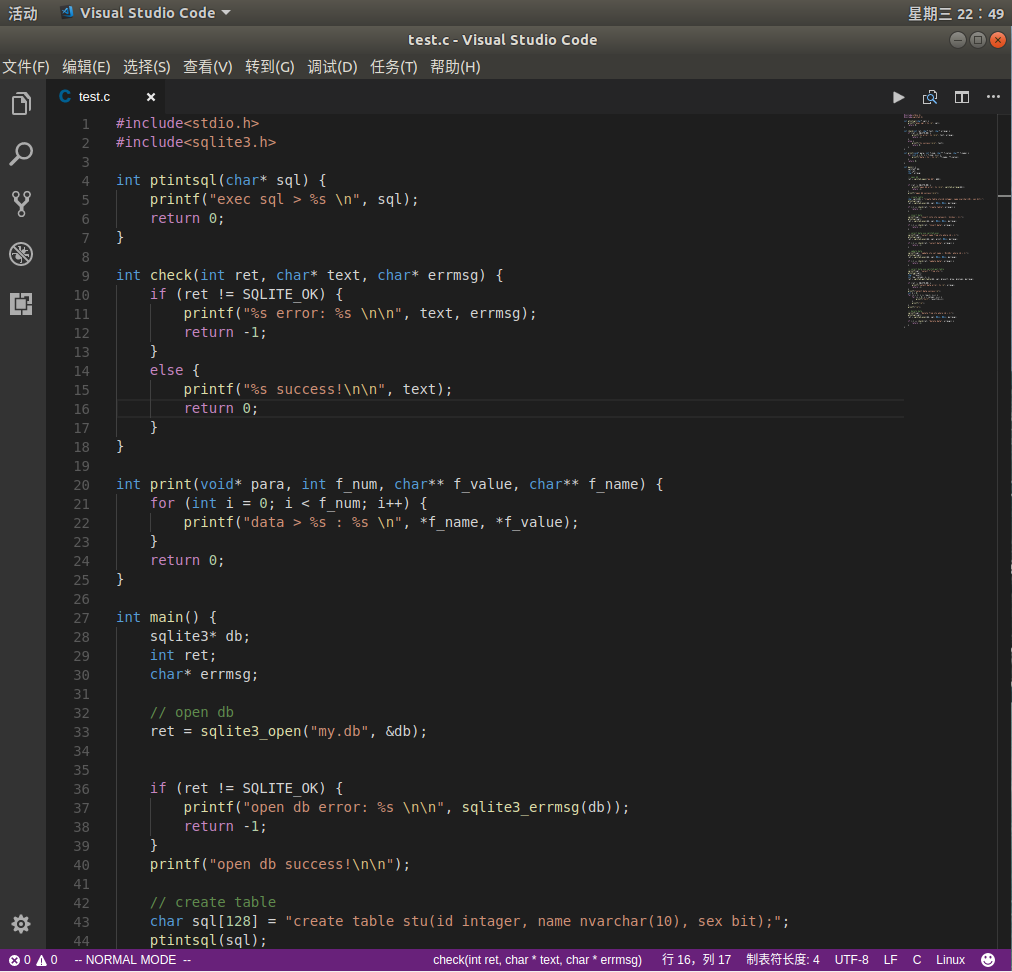 活动 Visual Studio Code 星期三 22：49
test.c - Visual Studio Code
文件(F) 编辑(E) 选择(S) 查看(V) 转到(G) 调试(D) 任务(T) 帮助(H)
C test.c
1 #include<stdio.h>
2 #include<sqlite3.h>
3
4 int ptintsql(char* sql) {
5 printf("exec sql > %s \n", sql);
6 return 0;
7 }
8
9 int check(int ret, char* text, char* errmsg) {
10 if (ret != SQLITE_OK) {
11 printf("%s error: %s \n\n", text, errmsg);
12 return -1;
13 }
14 else {
15 printf("%s success!\n\n", text);
16 return 0;
17 }
18 }
19
20 int print(void* para, int f_num, char** f_value, char** f_name) {
21 for (int i = 0; i < f_num; i++) {
22 printf("data > %s : %s \n", *f_name, *f_value);
23 }
24 return 0;
25 }
26
27 int main() {
28 sqlite3* db;
29 int ret;
30 char* errmsg;
31
32 // open db
33 ret = sqlite3_open("my.db", &db);
34
35
36 if (ret != SQLITE_OK) {
37 printf("open db error: %s \n\n", sqlite3_errmsg(db));
38 return -1;
39 }
40 printf("open db success!\n\n");
41
42 // create table
43 char sql[128] = "create table stu(id intager, name nvarchar(10), sex bit);";
44 ptintsql(sql);
0 0 -- NORMAL MODE -- check(int ret, char * text, char * errmsg) 行 16，列 17 制表符长度: 4 UTF-8 LF C Linux